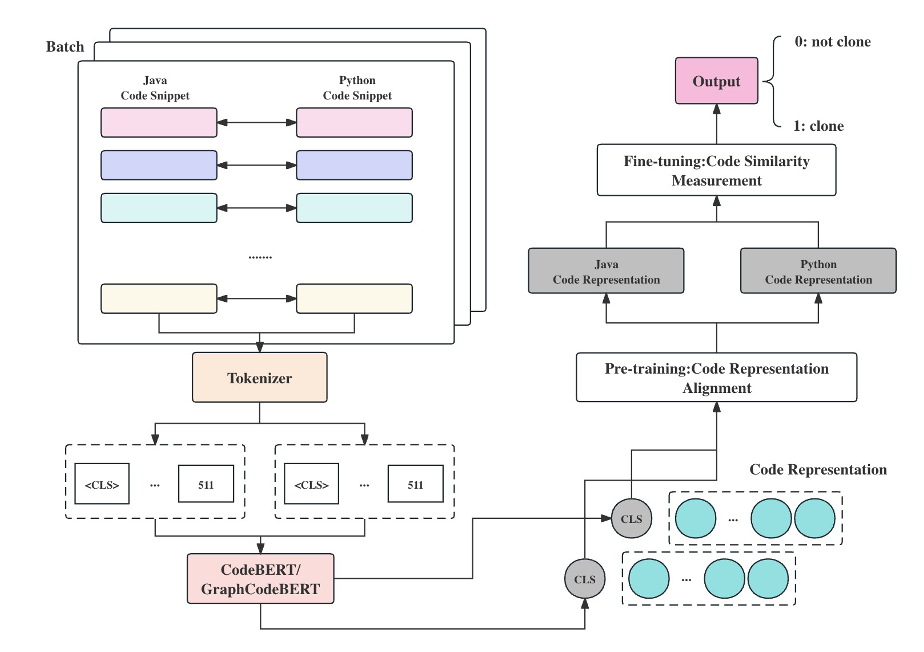 Batch
Java
Code Snippet
Python
Code Snippet
.......
Tokenizer
<CLS>
...
511
<CLS>
...
511
CodeBERT/
GraphCodeBERT
Output
0: not clone
1: clone
Fine-tuning:Code Similarity
Measurement
Java
Code Representation
Python
Code Representation
Pre-training:Code Representation
Alignment
Code Representation
CLS
...
CLS
...